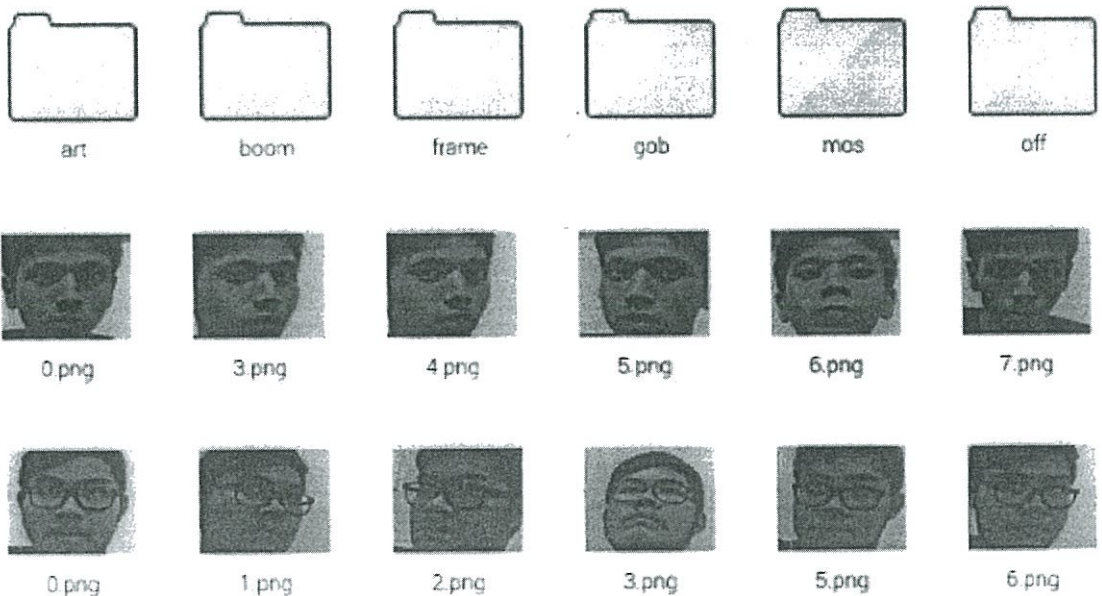 art boom frame gob mos off
0.png 3.png 4.png 5.png 6.png 7.png
0.png 1.png 2.png 3.png 5.png 6.png